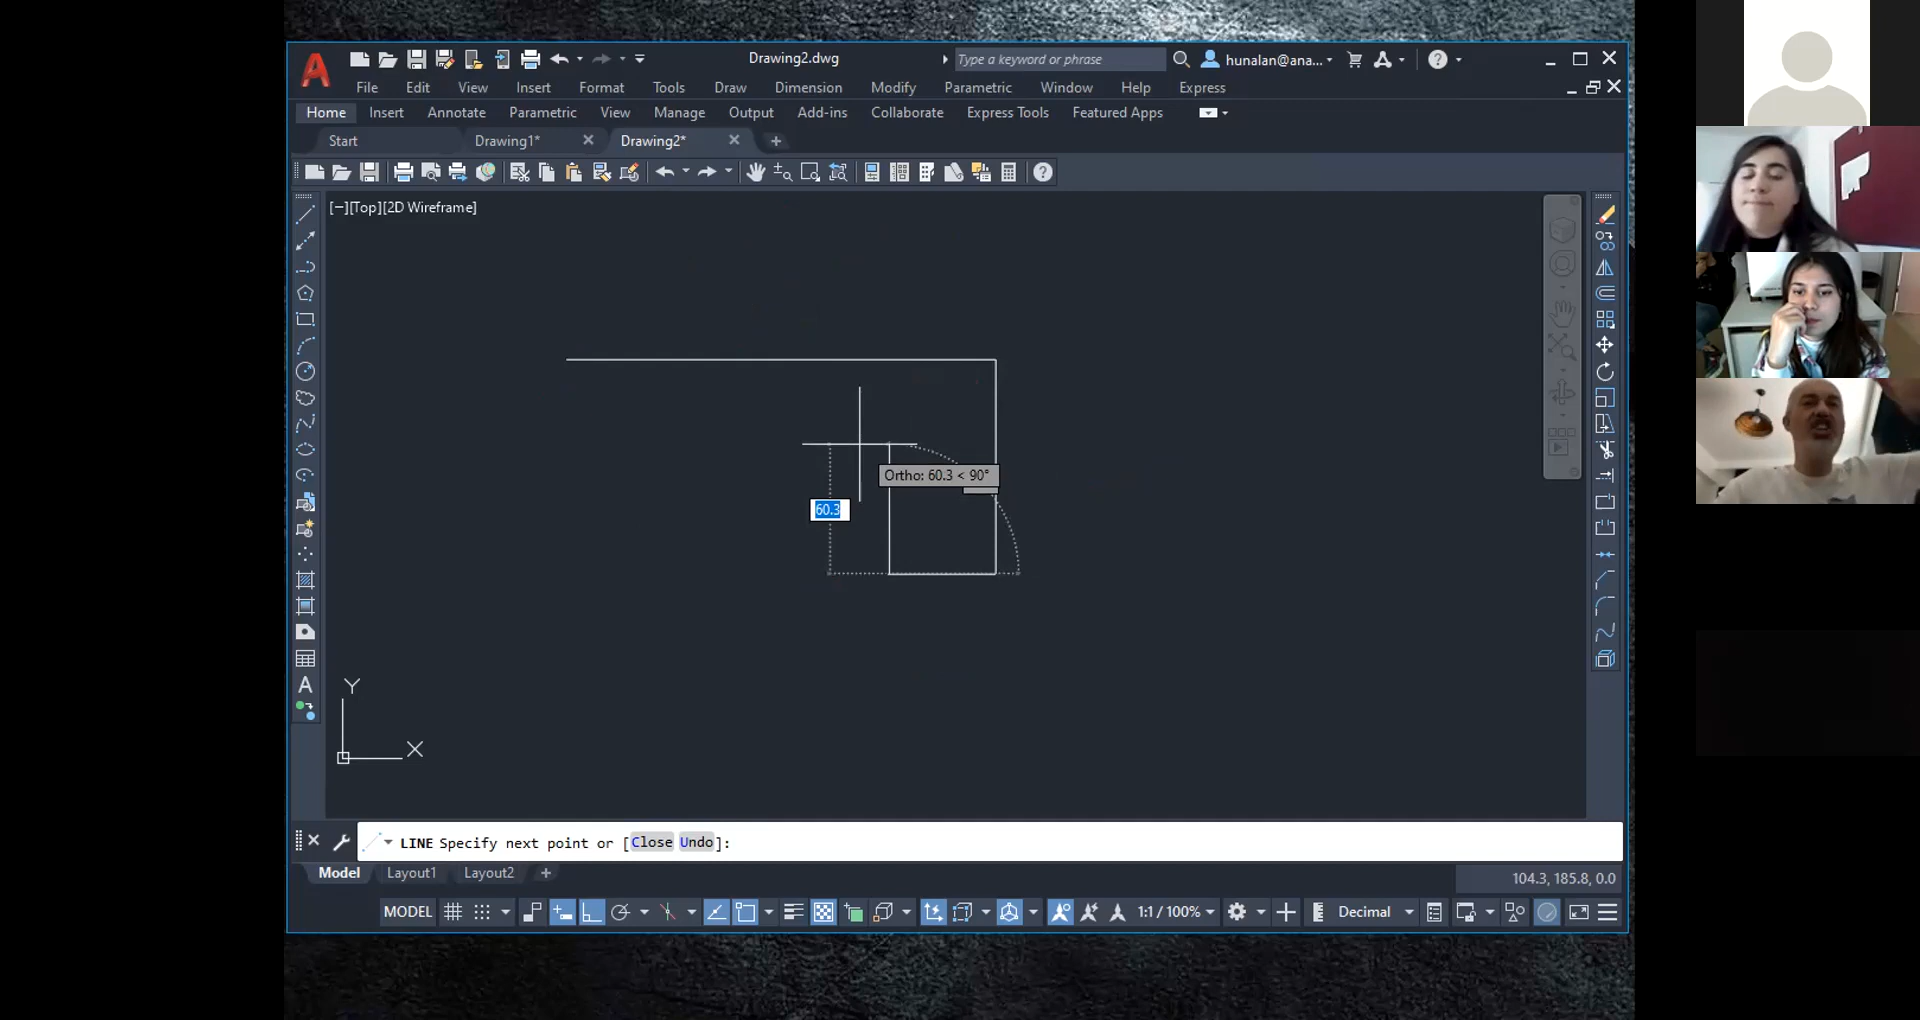 Drawing2.dwg
Type a keyword or phrase
hunalan@ana...
File Edit View Insert Format Tools Draw Dimension Modify Parametric Window Help Express
Home Insert Annotate Parametric View Manage Output Add-ins Collaborate Express Tools Featured Apps
Start Drawing1* Drawing2*
[−][Top][2D Wireframe]
Ortho: 60.3 < 90°
60.3
Y
X
LINE Specify next point or [Close Undo]:
Model Layout1 Layout2 +
104.3, 185.8, 0.0
MODEL 1:1 / 100% Decimal